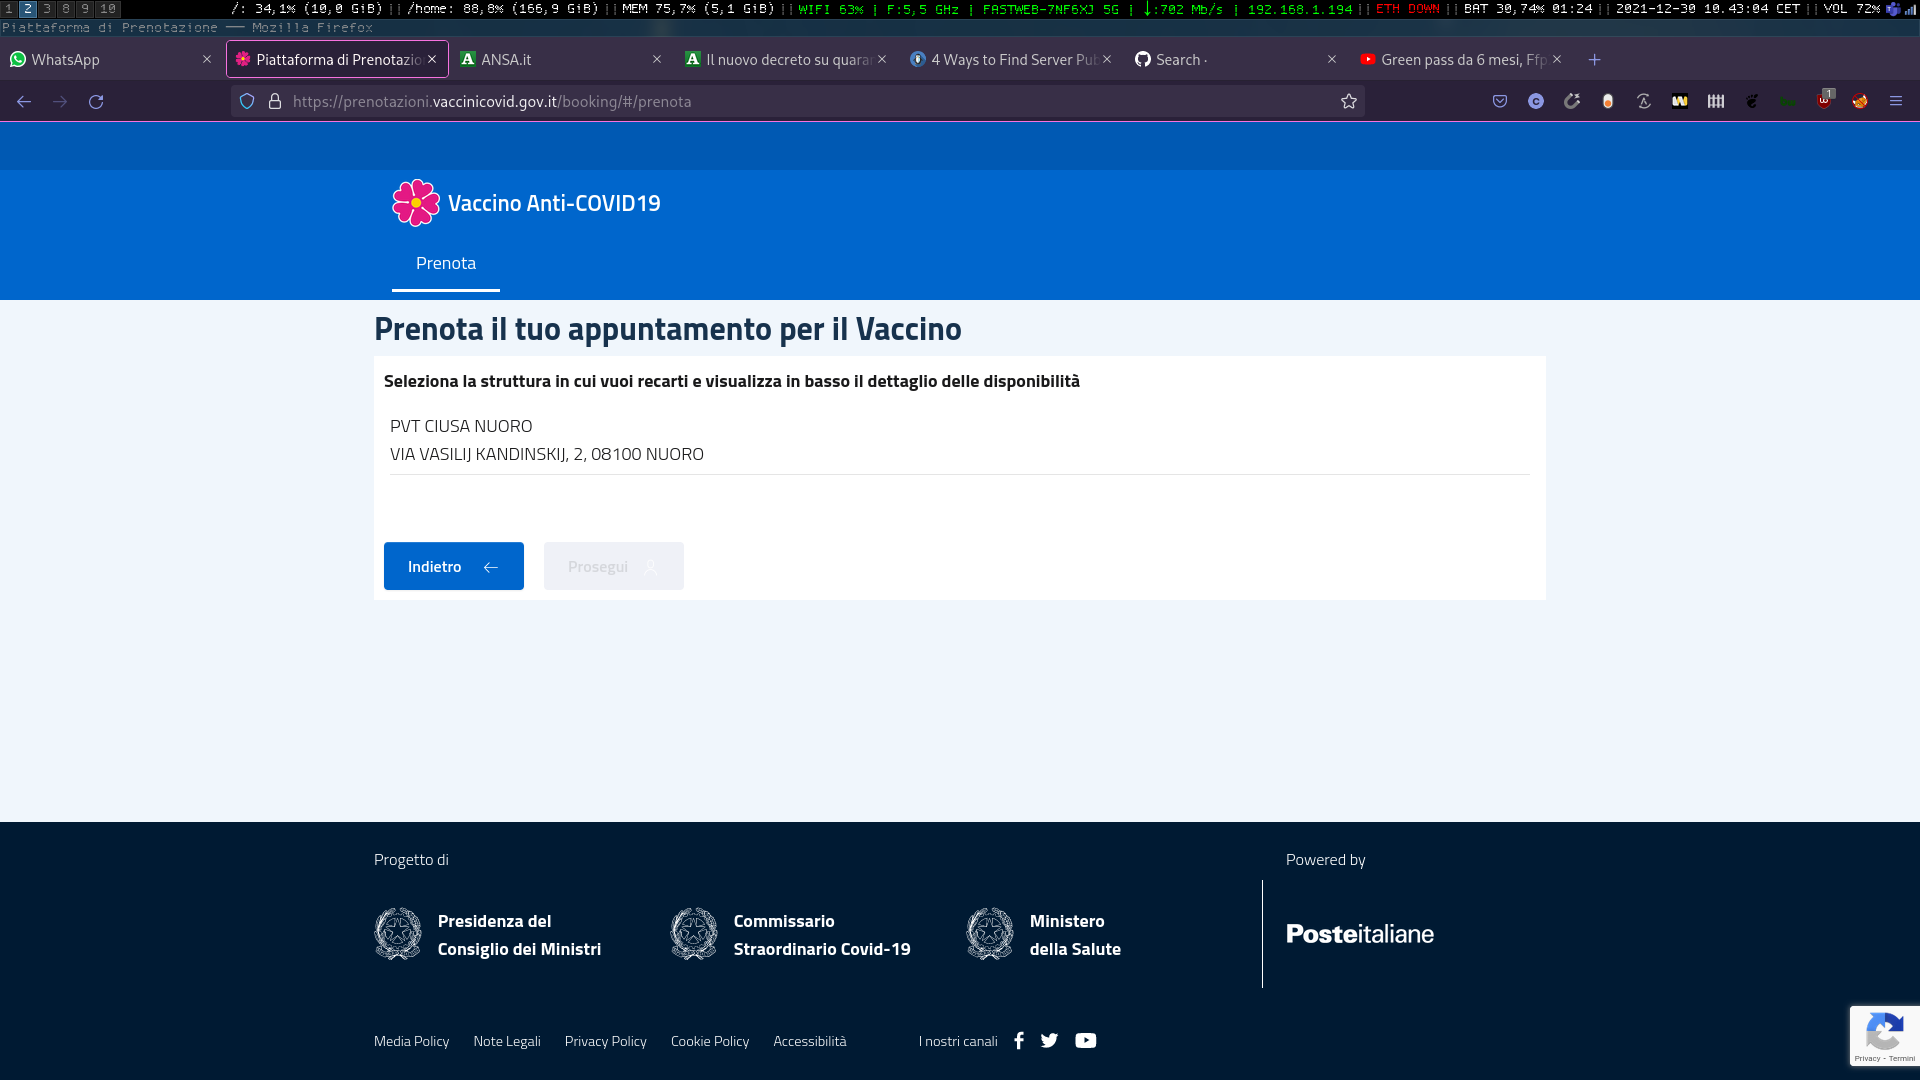 1 2 3 8 9 10 /: 34,1% (10,0 GiB) || /home: 88,8% (166,9 GiB) || MEM 75,7% (5,1 GiB) || WIFI 63% | F:5,5 GHz | FASTWEB-7NF6XJ 5G | ↓:702 Mb/s | 192.168.1.194 || ETH DOWN || BAT 30,74% 01:24 || 2021-12-30 10.43:04 CET || VOL 72%
Piattaforma di Prenotazione — Mozilla Firefox
WhatsApp Piattaforma di Prenotazio ANSA.it Il nuovo decreto su quarar 4 Ways to Find Server Pub Search · Green pass da 6 mesi, Ffp
https://prenotazioni.vaccinicovid.gov.it/booking/#/prenota 1
Vaccino Anti-COVID19
Prenota
Prenota il tuo appuntamento per il Vaccino
Seleziona la struttura in cui vuoi recarti e visualizza in basso il dettaglio delle disponibilità
PVT CIUSA NUORO
VIA VASILIJ KANDINSKIJ, 2, 08100 NUORO
Indietro Prosegui
Progetto di Powered by
Presidenza del
Consiglio dei Ministri
Commissario
Straordinario Covid-19
Ministero
della Salute
Posteitaliane
Media Policy Note Legali Privacy Policy Cookie Policy Accessibilità I nostri canali
Privacy - Termini